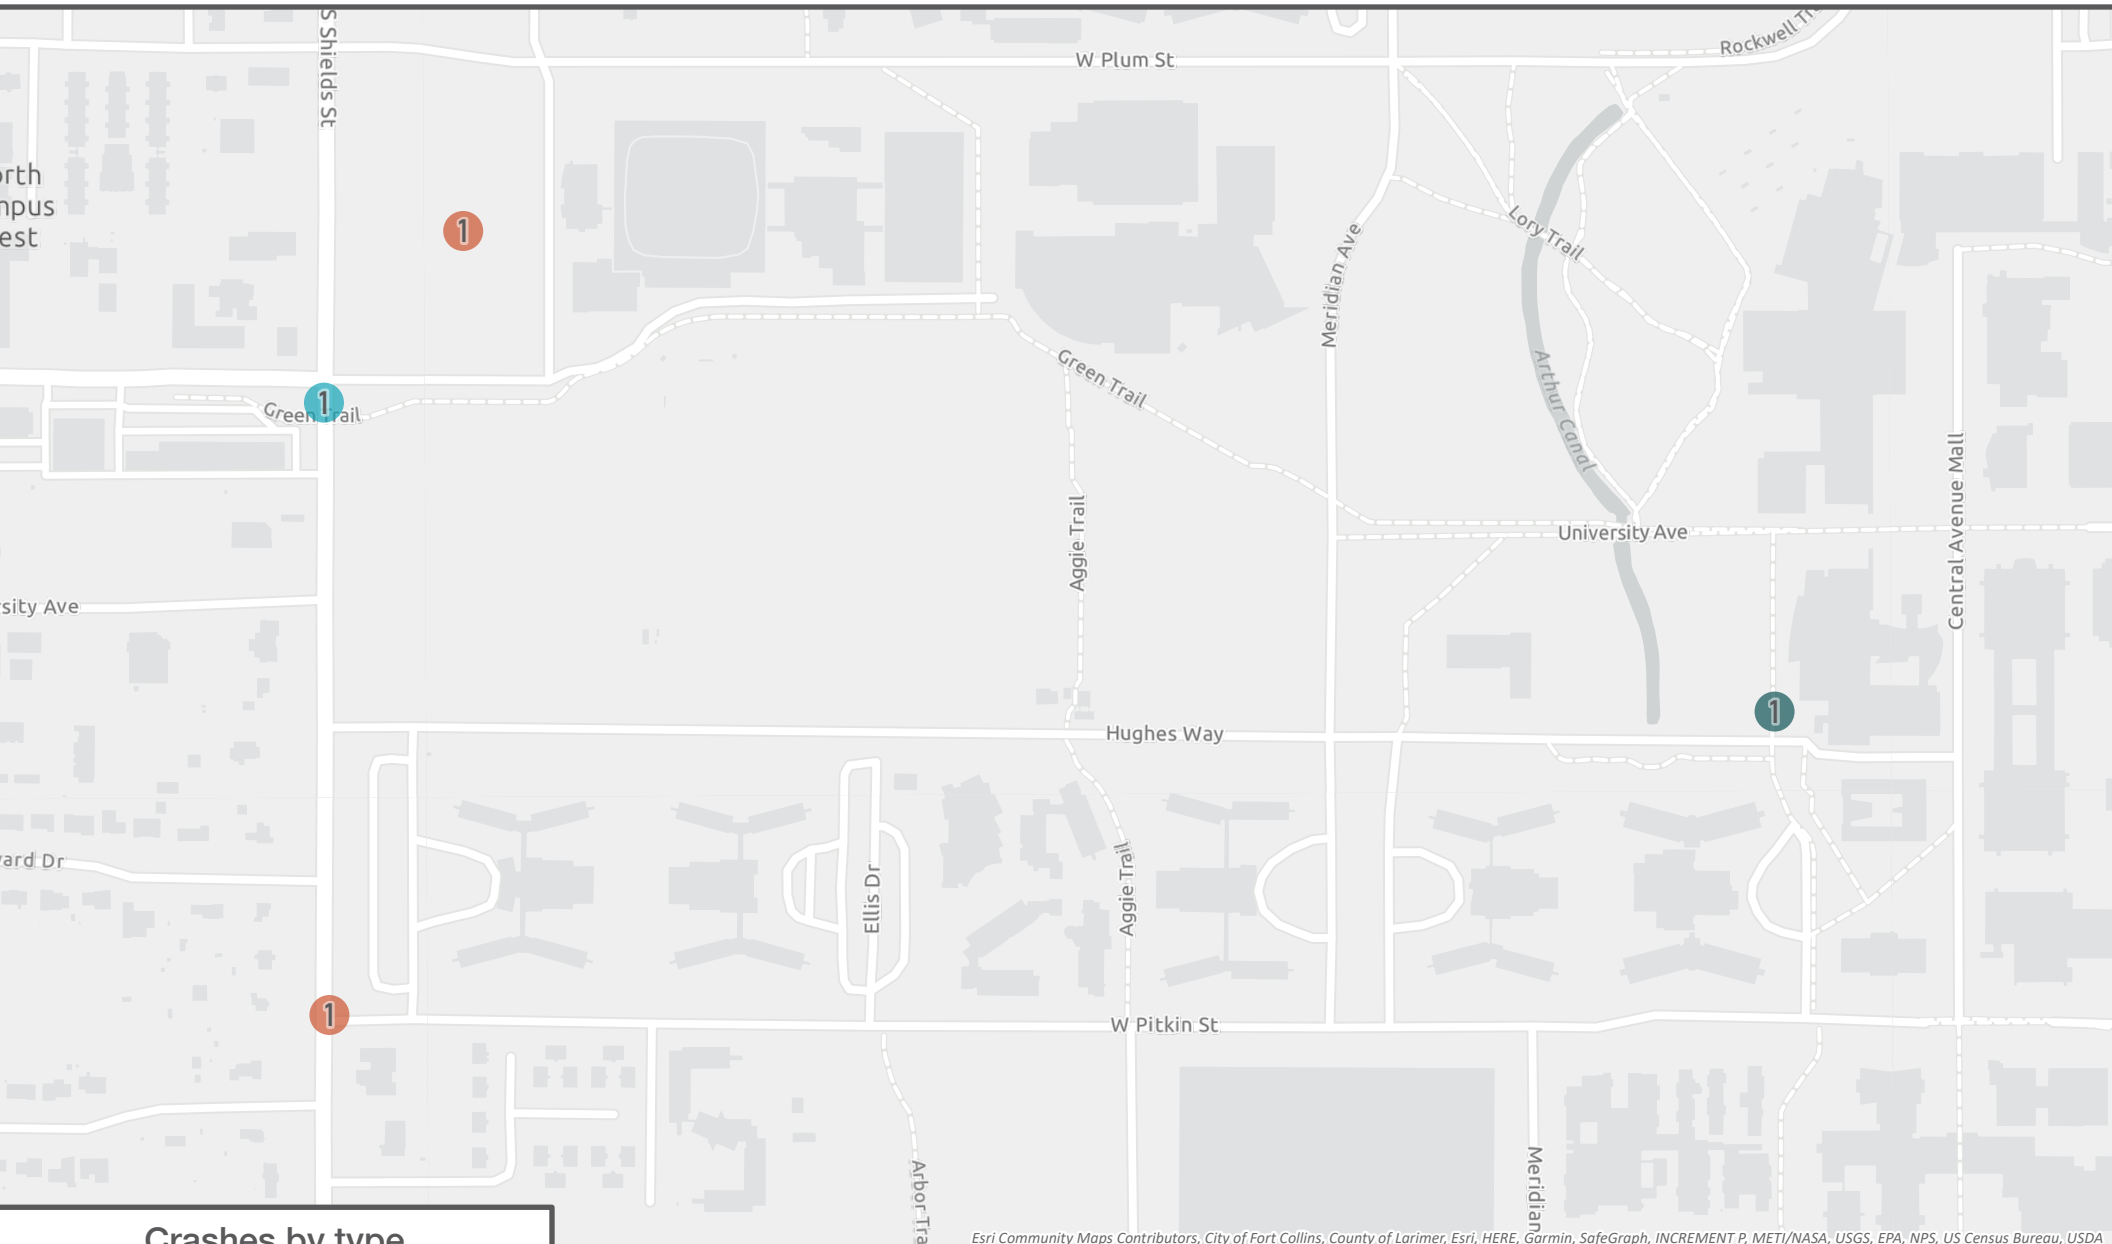 S Shields St
W Plum St
Rockwell Tr
orth
mpus
est
1
Lory Trail
Meridian Ave
Green Trail
Arthur Canal
1
Green Trail
Central Avenue Mall
Aggie Trail
University Ave
sity Ave
1
Hughes Way
ard Dr
Ellis Dr
Aggie Trail
1
W Pitkin St
Meridian
Arbor Tra
Crashes by type
Esri Community Maps Contributors, City of Fort Collins, County of Larimer, Esri, HERE, Garmin, SafeGraph, INCREMENT P, METI/NASA, USGS, EPA, NPS, US Census Bureau, USDA